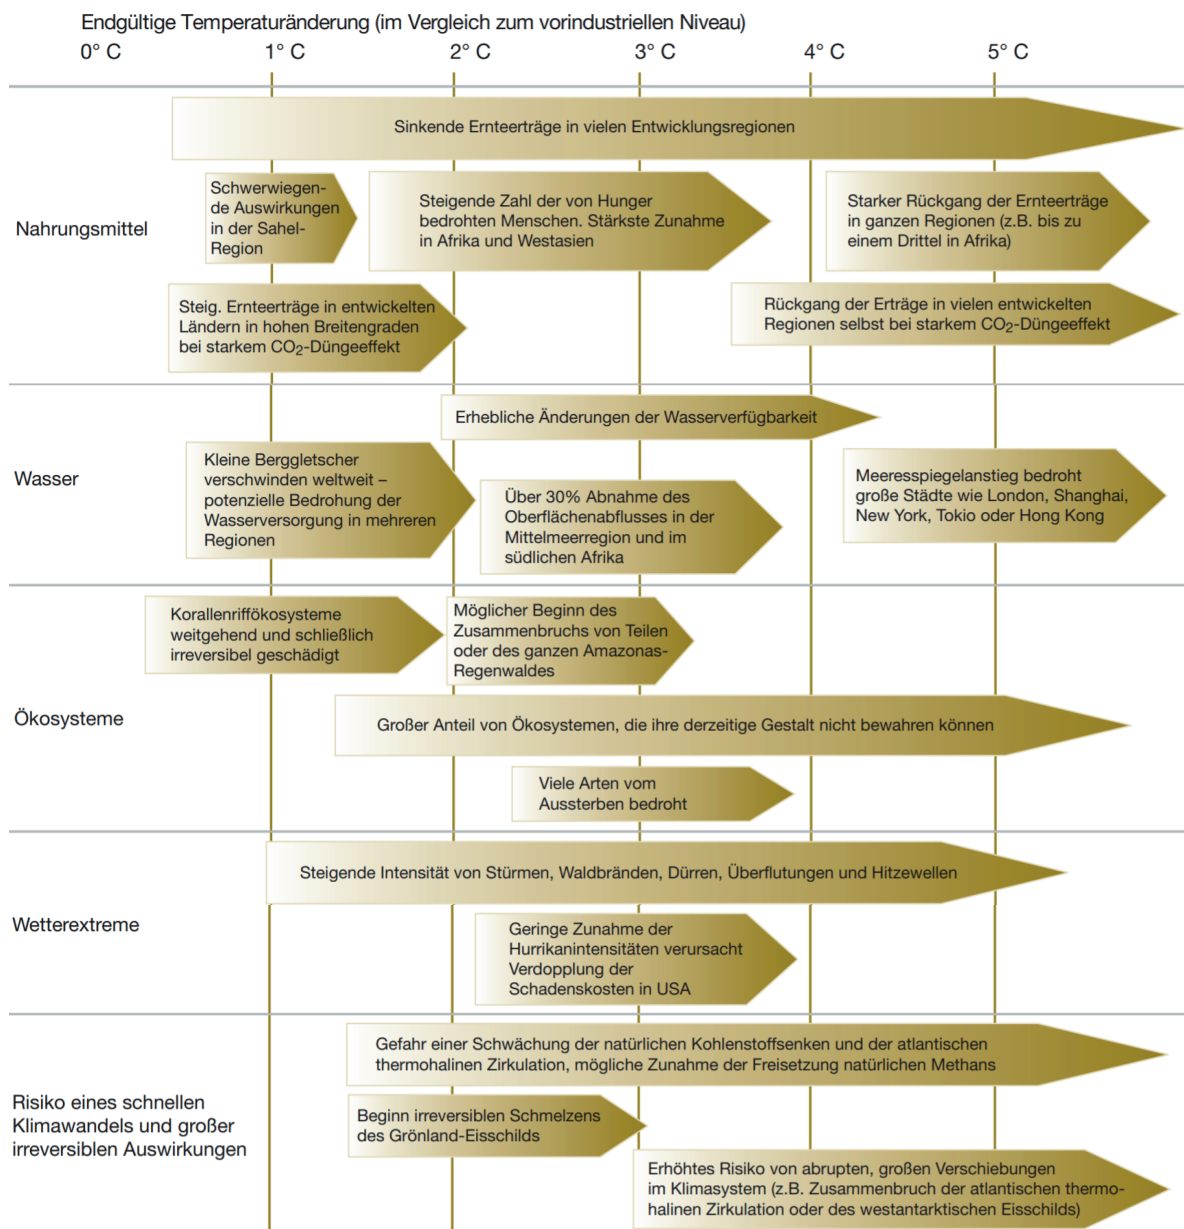 Endgültige Temperaturänderung (im Vergleich zum vorindustriellen Niveau)
0° C 1° C 2° C 3° C 4° C 5° C
Sinkende Ernteerträge in vielen Entwicklungsregionen
Nahrungsmittel
Schwerwiegen-
de Auswirkungen
in der Sahel-
Region
Steigende Zahl der von Hunger
bedrohten Menschen. Stärkste Zunahme
in Afrika und Westasien
Starker Rückgang der Ernteerträge
in ganzen Regionen (z.B. bis zu
einem Drittel in Afrika)
Steig. Ernteerträge in entwickelten
Ländern in hohen Breitengraden
bei starkem CO₂-Düngeeffekt
Rückgang der Erträge in vielen entwickelten
Regionen selbst bei starkem CO₂-Düngeeffekt
Wasser
Erhebliche Änderungen der Wasserverfügbarkeit
Kleine Berggletscher
verschwinden weltweit –
potenzielle Bedrohung der
Wasserversorgung in mehreren
Regionen
Über 30% Abnahme des
Oberflächenabflusses in der
Mittelmeerregion und im
südlichen Afrika
Meeresspiegelanstieg bedroht
große Städte wie London, Shanghai,
New York, Tokio oder Hong Kong
Ökosysteme
Korallenriffökosysteme
weitgehend und schließlich
irreversibel geschädigt
Möglicher Beginn des
Zusammenbruchs von Teilen
oder des ganzen Amazonas-
Regenwaldes
Großer Anteil von Ökosystemen, die ihre derzeitige Gestalt nicht bewahren können
Viele Arten vom
Aussterben bedroht
Wetterextreme
Steigende Intensität von Stürmen, Waldbränden, Dürren, Überflutungen und Hitzewellen
Geringe Zunahme der
Hurrikanintensitäten verursacht
Verdopplung der
Schadenskosten in USA
Risiko eines schnellen
Klimawandels und großer
irreversiblen Auswirkungen
Gefahr einer Schwächung der natürlichen Kohlenstoffsenken und der atlantischen
thermohalinen Zirkulation, mögliche Zunahme der Freisetzung natürlichen Methans
Beginn irreversiblen Schmelzens
des Grönland-Eisschilds
Erhöhtes Risiko von abrupten, großen Verschiebungen
im Klimasystem (z.B. Zusammenbruch der atlantischen thermo-
halinen Zirkulation oder des westantarktischen Eisschilds)